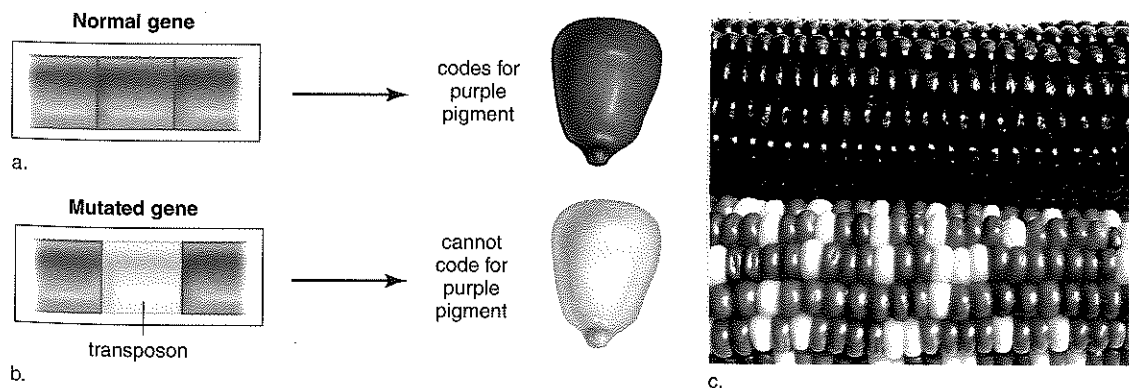 Normal gene
codes for
purple
pigment
a.
Mutated gene
cannot
code for
purple
pigment
transposon
b.
c.